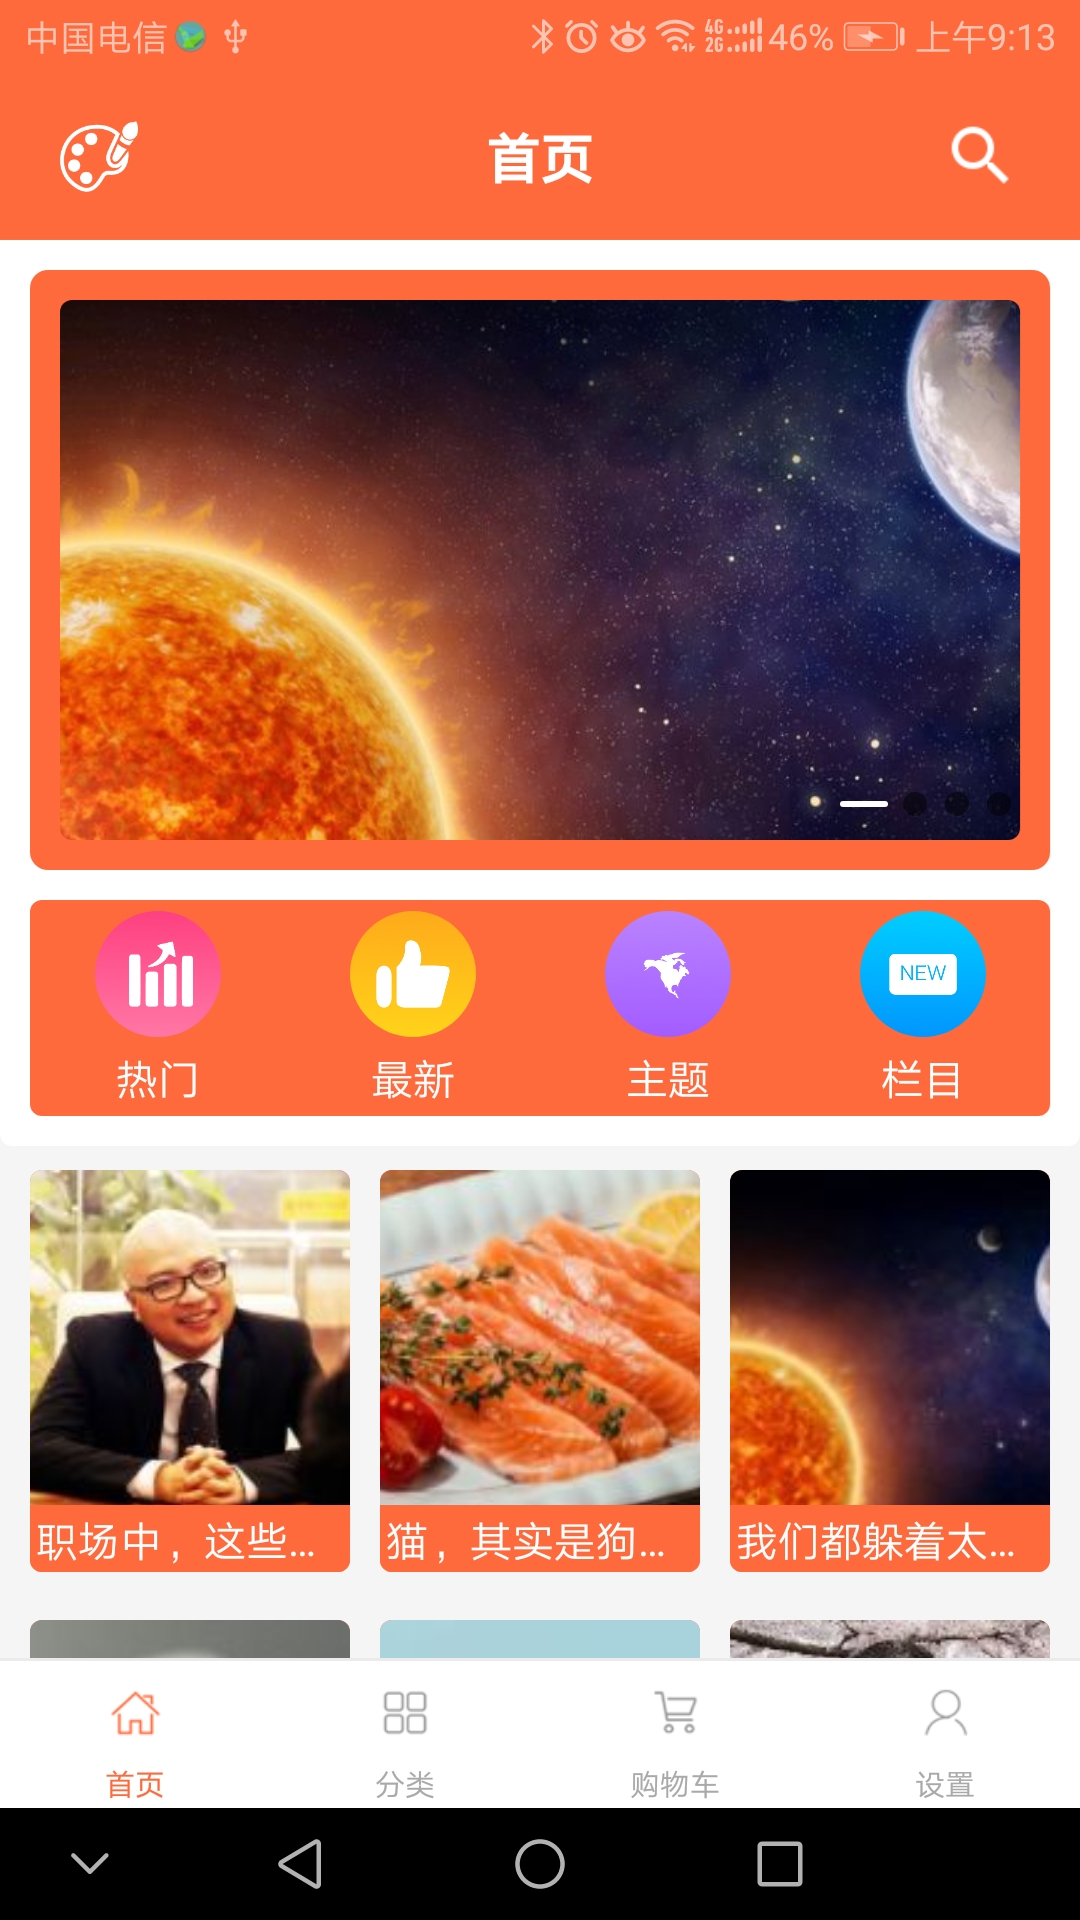 中国电信 4G 2G 46% 上午9:13
首页
NEW
热门 最新 主题 栏目
职场中，这些... 猫，其实是狗... 我们都躲着太...
首页 分类 购物车 设置